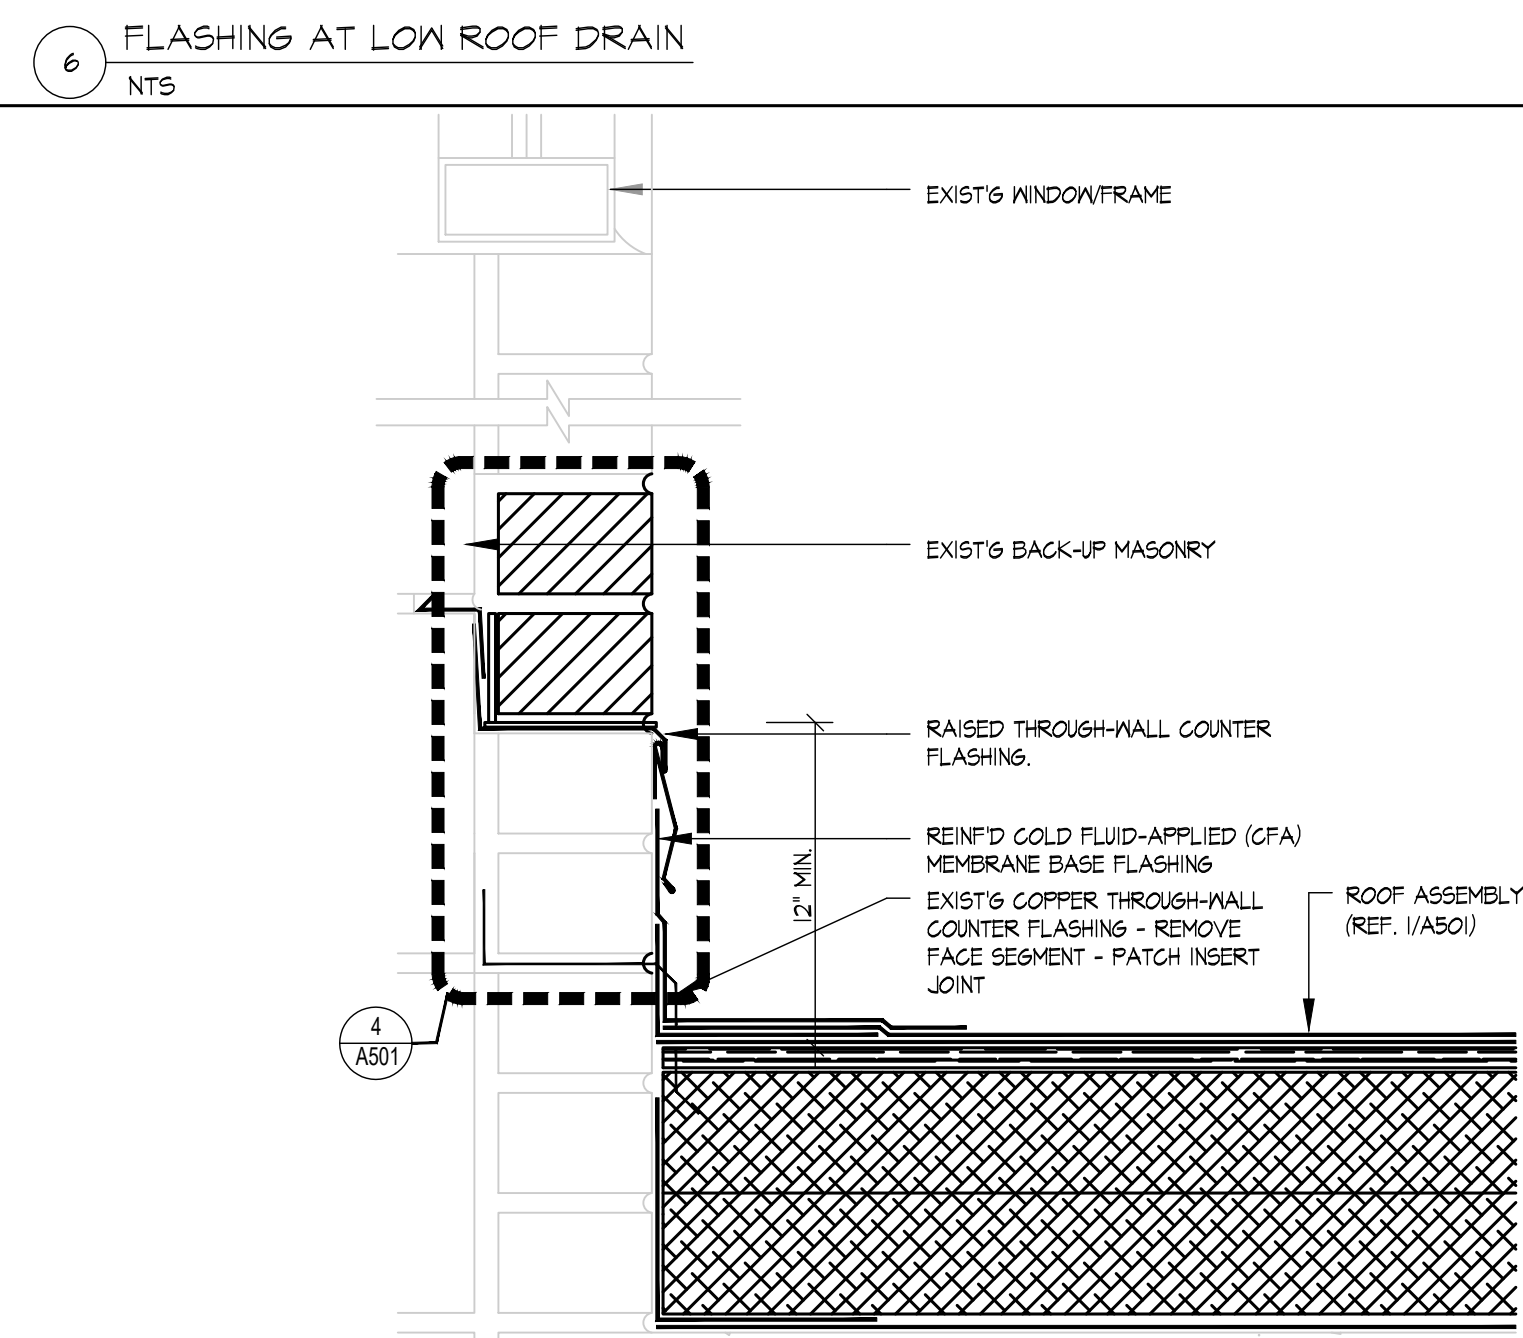 6
FLASHING AT LOW ROOF DRAIN
NTS
EXIST'G WINDOW/FRAME
EXIST'G BACK-UP MASONRY
RAISED THROUGH-WALL COUNTER
FLASHING.
REINF'D COLD FLUID-APPLIED (CFA)
MEMBRANE BASE FLASHING
12" MIN.
EXIST'G COPPER THROUGH-WALL
COUNTER FLASHING - REMOVE
FACE SEGMENT - PATCH INSERT
JOINT
ROOF ASSEMBLY
(REF. 1/A501)
4
A501